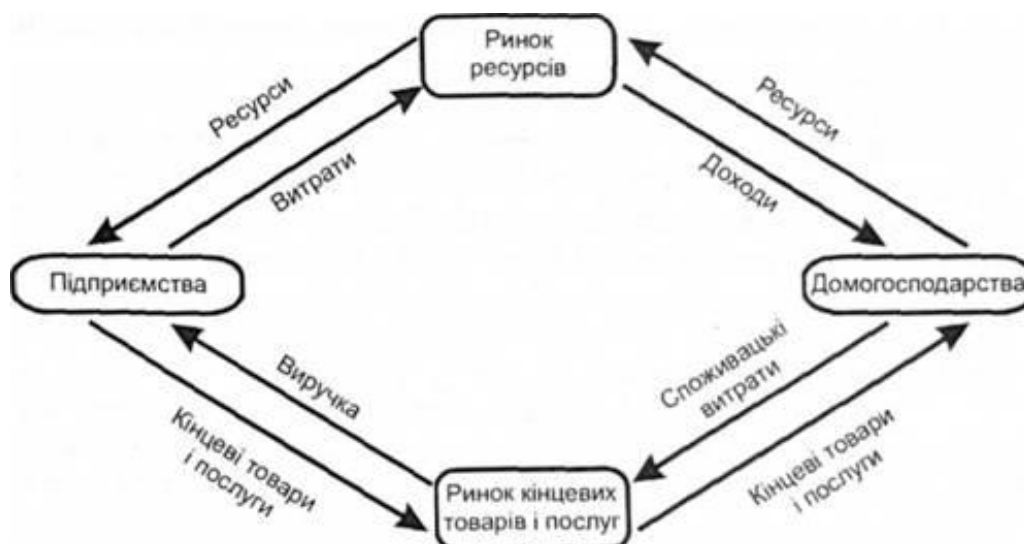 Ринок
ресурсів
Ресурси
Ресурси
Витрати
Доходи
Підприємства
Домогосподарства
Виручка
Споживацькі
витрати
Кінцеві товари
і послуги
Кінцеві товари
і послуги
Ринок кінцевих
товарів і послуг